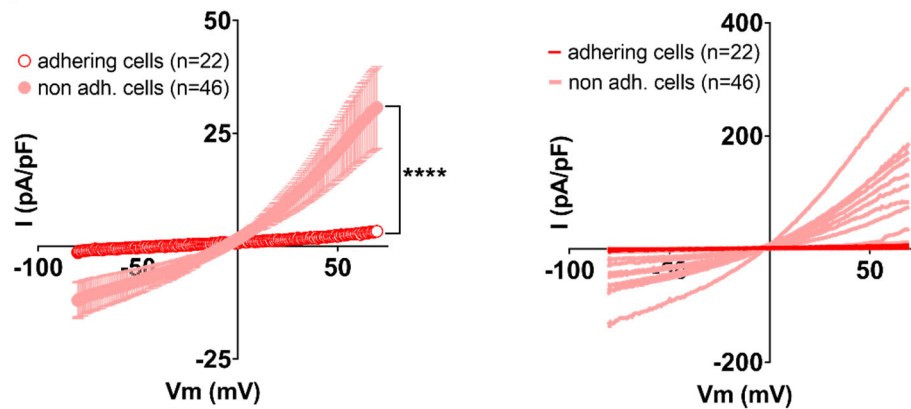 50
adhering cells (n=22)
non adh. cells (n=46)
25
I (pA/pF)
****
-100
-50
50
-25
Vm (mV)
400
adhering cells (n=22)
non adh. cells (n=46)
200
I (pA/pF)
-100
-50
50
-200
Vm (mV)